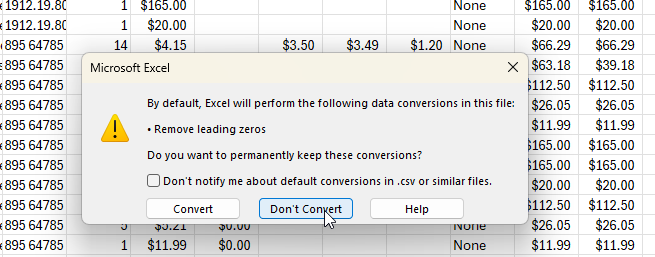 1912.19.80 1 $165.00 None $165.00 $165.00
1912.19.80 1 $20.00 None $20.00 $20.00
895 64785 14 $4.15 $3.50 $3.49 $1.20 None $66.29 $66.29
895 64785 $63.18 $39.18
Microsoft Excel
895 64785 $112.50 $112.50
By default, Excel will perform the following data conversions in this file:
895 64785 $26.05 $26.05
• Remove leading zeros
895 64785 $11.99 $11.99
895 64785 $165.00 $165.00
Do you want to permanently keep these conversions?
895 64785 $165.00 $165.00
Don't notify me about default conversions in .csv or similar files.
895 64785 $20.00 $20.00
Convert Don't Convert Help
895 64785 $112.50 $112.50
895 64785 5 $5.21 $0.00 None $26.05 $26.05
895 64785 1 $11.99 $0.00 None $11.99 $11.99